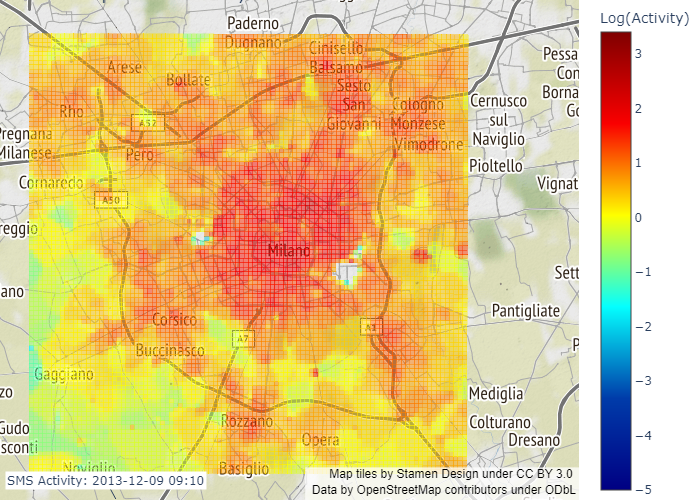 Log(Activity)
3
2
1
0
−1
−2
−3
−4
−5
Paderno
Dugnano
Cinisello
Balsamo
Arese
Bollate
Sesto
San
Giovanni
Rho
Cologno
Monzese
Vimodrone
Cernusco
sul
Naviglio
Pessa
Con
Borna
Go
A52
Pregnana
Milanese
Pero
Pioltello
Cornaredo
A50
Vignat
reggio
Milano
Sett
ano
Pantigliate
Corsico
A7
Buccinasco
P
Gaggiano
zo
Mediglia
Rozzano
Colturano
Gudo
sconti
Opera
Dresano
Noviglio
Basiglio
SMS Activity: 2013-12-09 09:10
Map tiles by Stamen Design under CC BY 3.0
Data by OpenStreetMap contributors under ODbL